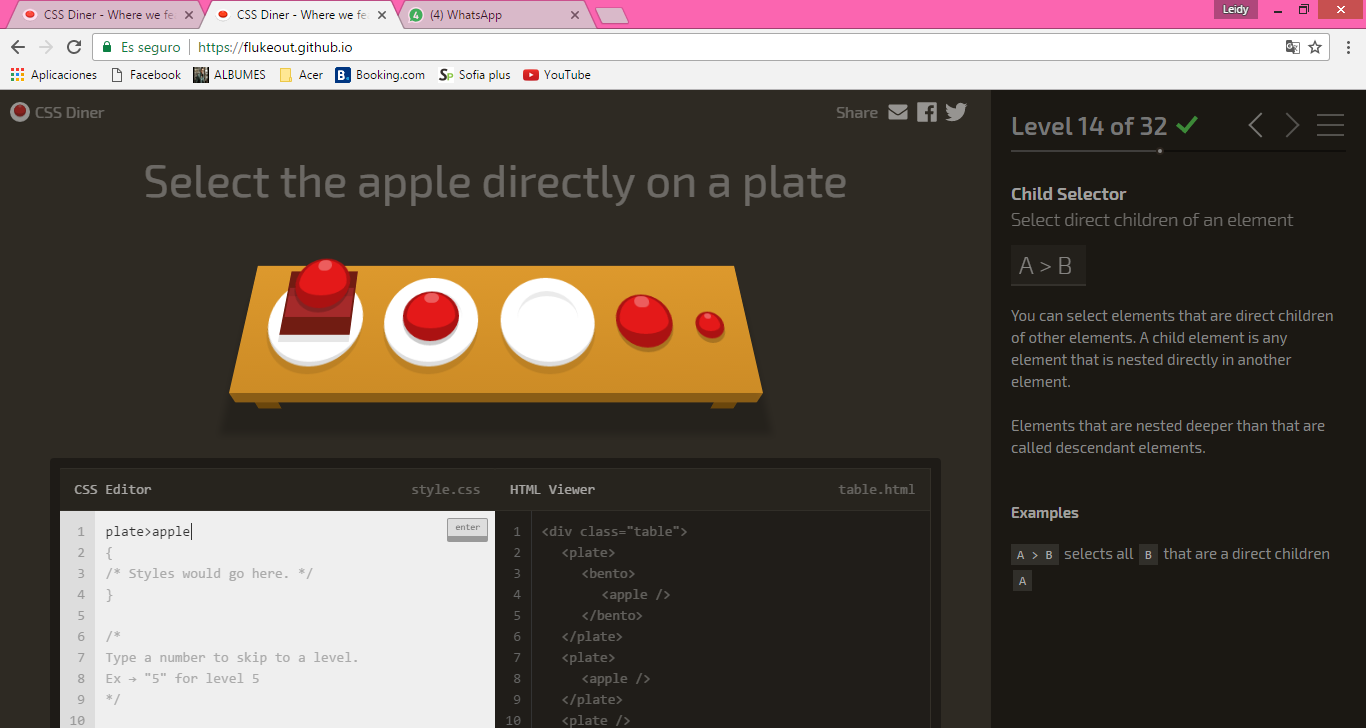 CSS Diner - Where we fe
CSS Diner - Where we fe
4 (4) WhatsApp
Leidy
Es seguro https://flukeout.github.io
Aplicaciones Facebook ALBUMES Acer B. Booking.com Sp Sofia plus YouTube
CSS Diner
Share
Select the apple directly on a plate
CSS Editor style.css
enter
1 plate>apple
2 {
3 /* Styles would go here. */
4 }
5
6 /*
7 Type a number to skip to a level.
8 Ex → "5" for level 5
9 */
10
HTML Viewer table.html
1 <div class="table">
2 <plate>
3 <bento>
4 <apple />
5 </bento>
6 </plate>
7 <plate>
8 <apple />
9 </plate>
10 <plate />
Level 14 of 32
Child Selector
Select direct children of an element
A > B
You can select elements that are direct children
of other elements. A child element is any
element that is nested directly in another
element.
Elements that are nested deeper than that are
called descendant elements.
Examples
A > B selects all B that are a direct children
A